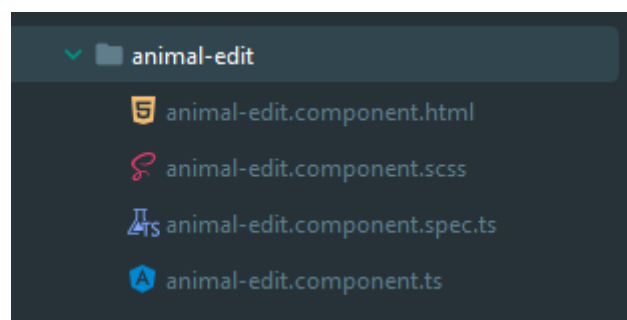 animal-edit
animal-edit.component.html
animal-edit.component.scss
TS animal-edit.component.spec.ts
animal-edit.component.ts